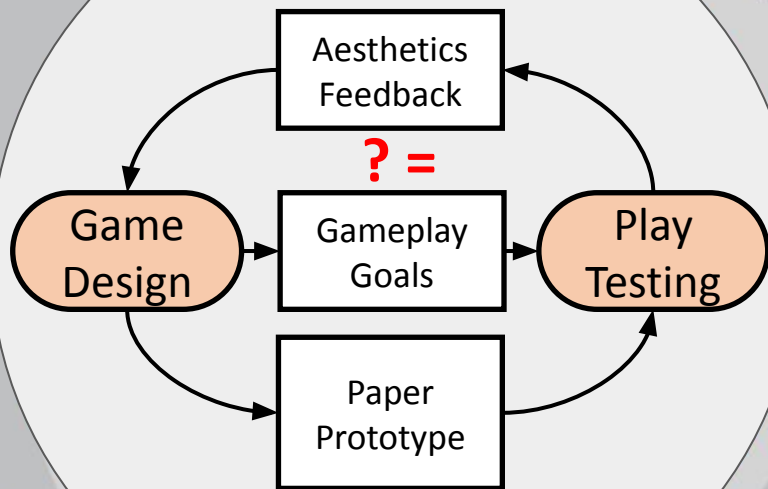 Aesthetics
Feedback
? =
Game
Design
Gameplay
Goals
Play
Testing
Paper
Prototype